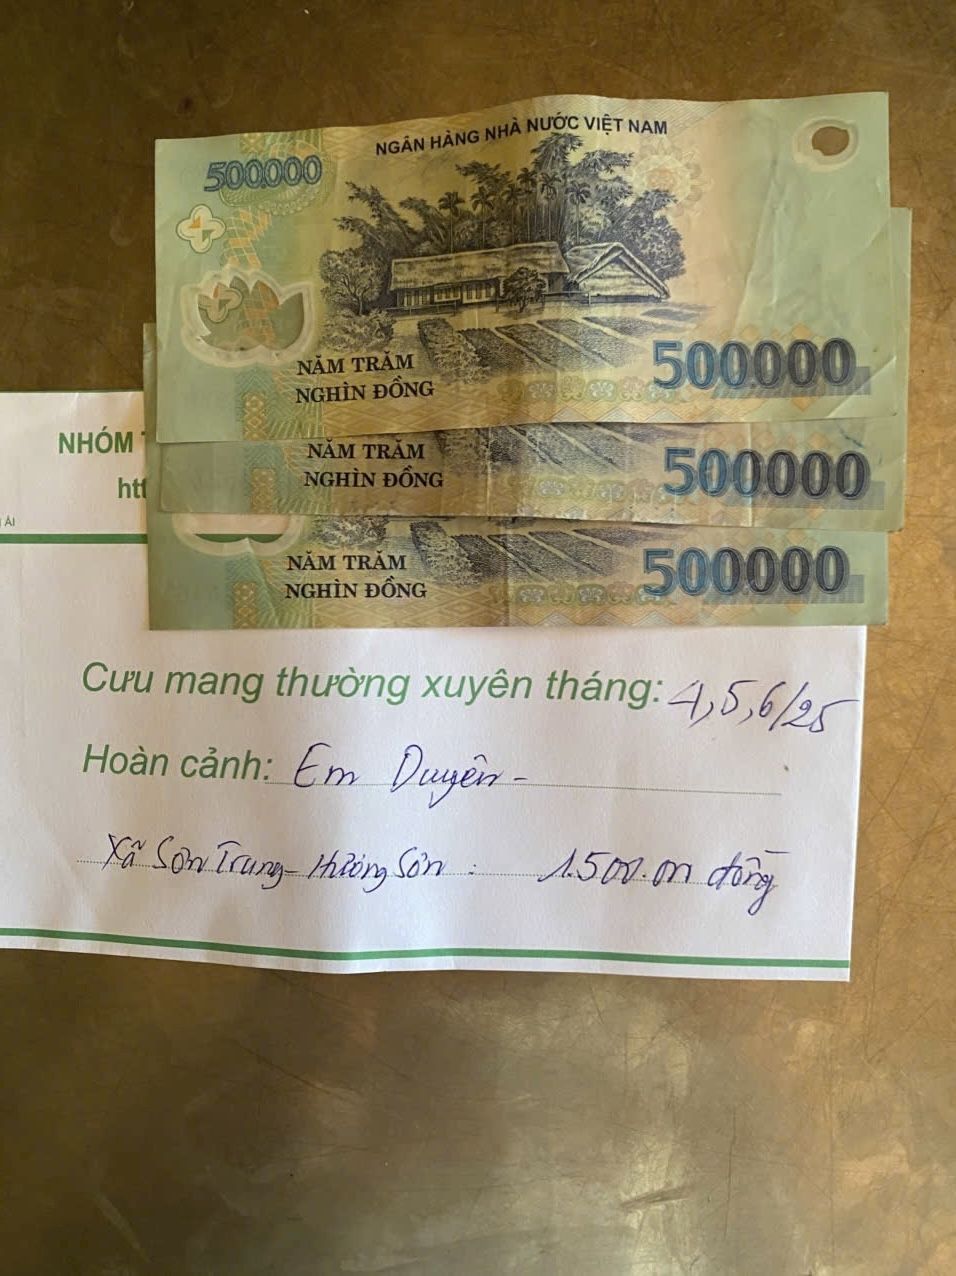 NGÂN HÀNG NHÀ NƯỚC VIỆT NAM
500000
NĂM TRĂM
NGHÌN ĐỒNG
500000
NĂM TRĂM
NGHÌN ĐỒNG
500000
NĂM TRĂM
NGHÌN ĐỒNG
500000
NHÓM
htt
ÁI
Cưu mang thường xuyên tháng: 4,5,6/25
Hoàn cảnh: Em Duyên -
Xã Sơn Trung - Hương Sơn : 1.500.000 đồng